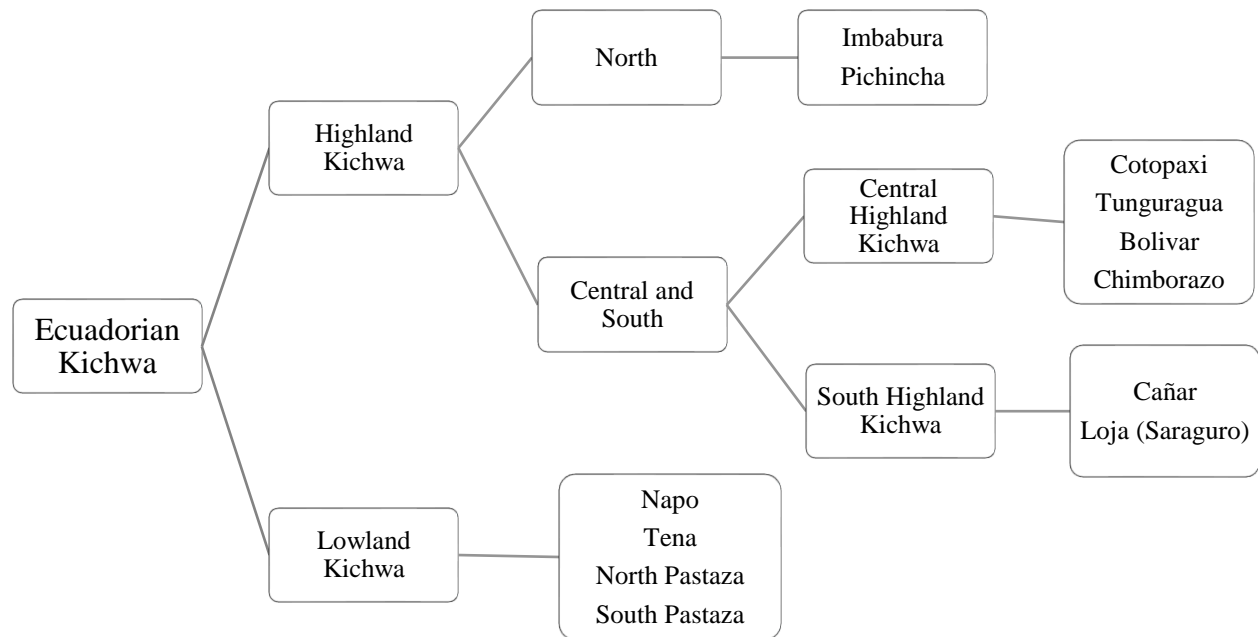 Ecuadorian
Kichwa
Highland
Kichwa
North
Imbabura
Pichincha
Central and
South
Central
Highland
Kichwa
Cotopaxi
Tunguragua
Bolivar
Chimborazo
South Highland
Kichwa
Cañar
Loja (Saraguro)
Lowland
Kichwa
Napo
Tena
North Pastaza
South Pastaza